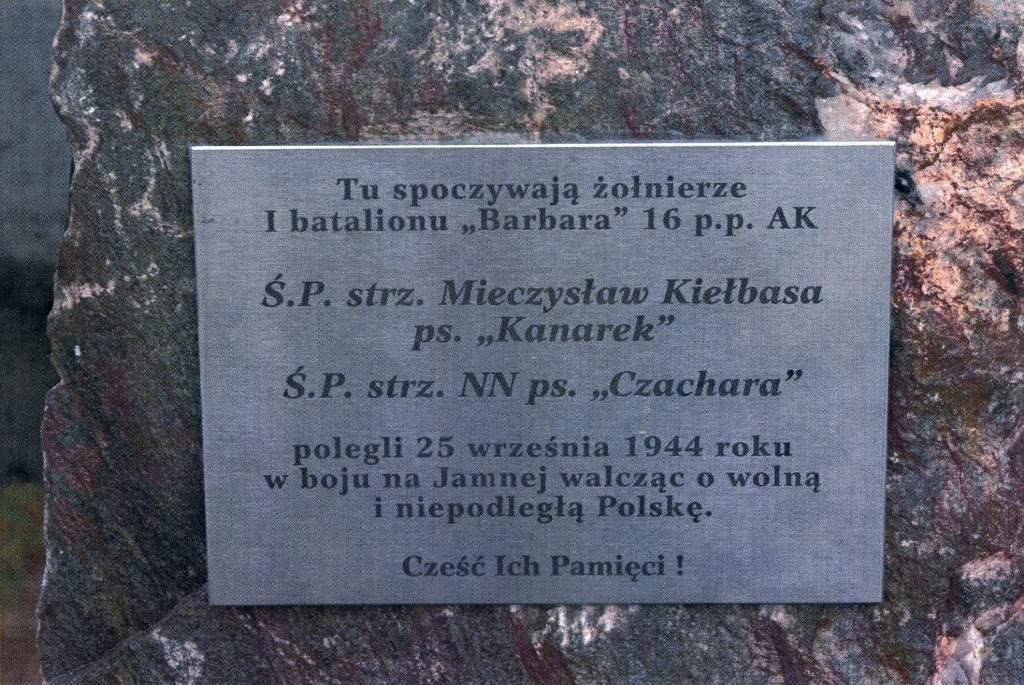 Tu spoczywają żołnierze
I batalionu „Barbara” 16 p.p. AK
Ś.P. strz. Mieczysław Kiełbasa
ps. „Kanarek”
Ś.P. strz. NN ps. „Czachara”
polegli 25 września 1944 roku
w boju na Jamnej walcząc o wolną
i niepodległą Polskę.
Cześć Ich Pamięci !